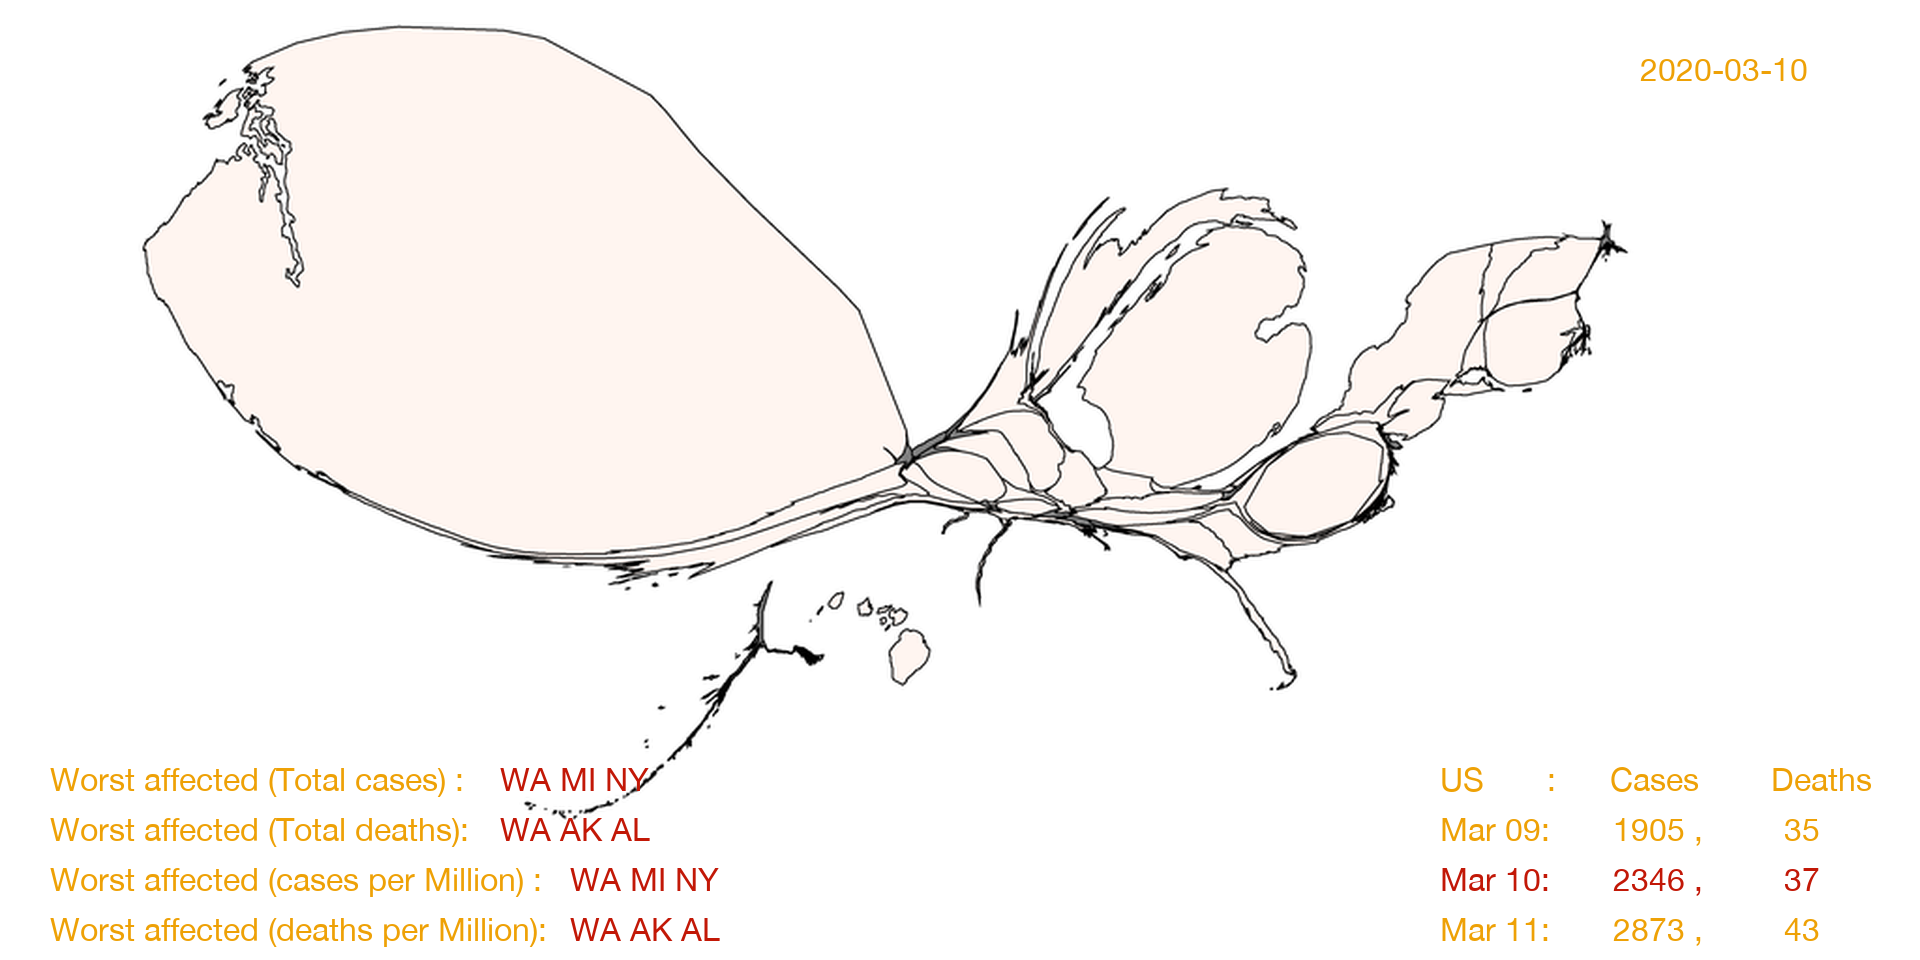 2020-03-10
Worst affected (Total cases) : WA MI NY
Worst affected (Total deaths): WA AK AL
Worst affected (cases per Million) : WA MI NY
Worst affected (deaths per Million): WA AK AL
US : Cases Deaths
Mar 09: 1905 , 35
Mar 10: 2346 , 37
Mar 11: 2873 , 43